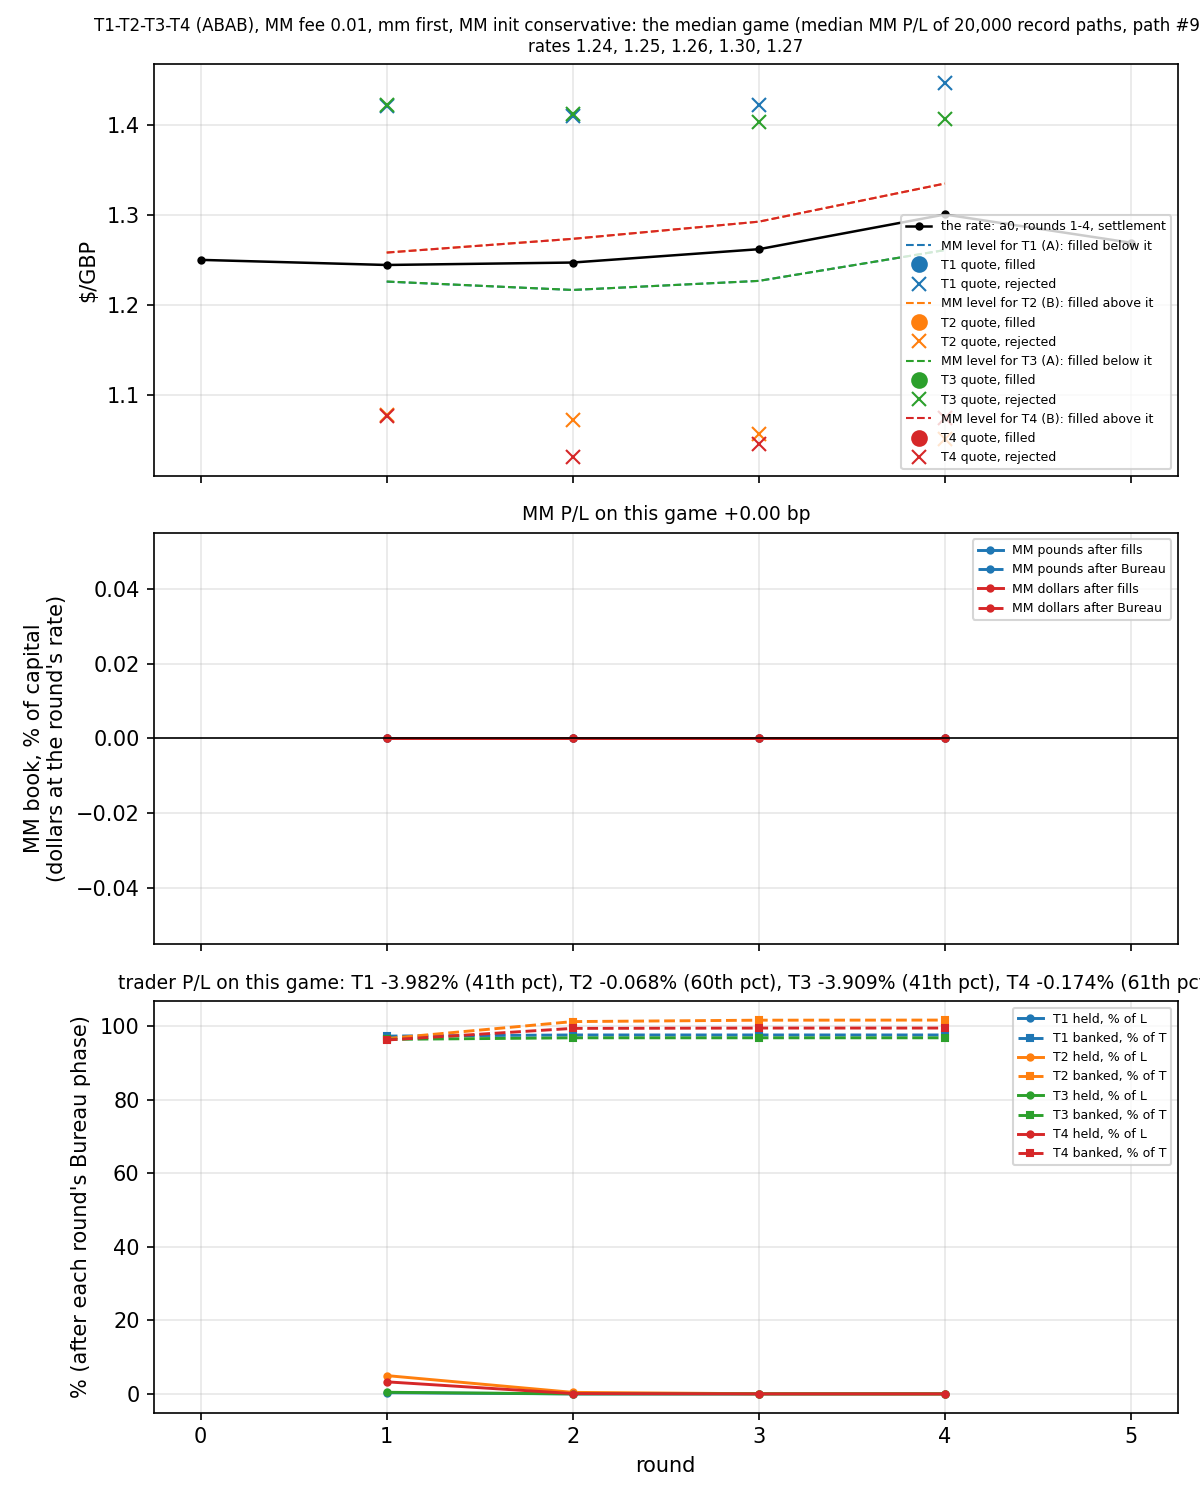 T1-T2-T3-T4 (ABAB), MM fee 0.01, mm first, MM init conservative: the median game (median MM P/L of 20,000 record paths, path #9
rates 1.24, 1.25, 1.26, 1.30, 1.27
1.4
1.3
1.2
1.1
$/GBP
the rate: a0, rounds 1-4, settlement
MM level for T1 (A): filled below it
T1 quote, filled
T1 quote, rejected
MM level for T2 (B): filled above it
T2 quote, filled
T2 quote, rejected
MM level for T3 (A): filled below it
T3 quote, filled
T3 quote, rejected
MM level for T4 (B): filled above it
T4 quote, filled
T4 quote, rejected
MM P/L on this game +0.00 bp
0.04
0.02
0.00
−0.02
−0.04
MM book, % of capital
(dollars at the round's rate)
MM pounds after fills
MM pounds after Bureau
MM dollars after fills
MM dollars after Bureau
trader P/L on this game: T1 -3.982% (41th pct), T2 -0.068% (60th pct), T3 -3.909% (41th pct), T4 -0.174% (61th pc
100
80
60
40
20
0
% (after each round's Bureau phase)
T1 held, % of L
T1 banked, % of T
T2 held, % of L
T2 banked, % of T
T3 held, % of L
T3 banked, % of T
T4 held, % of L
T4 banked, % of T
0 1 2 3 4 5
round